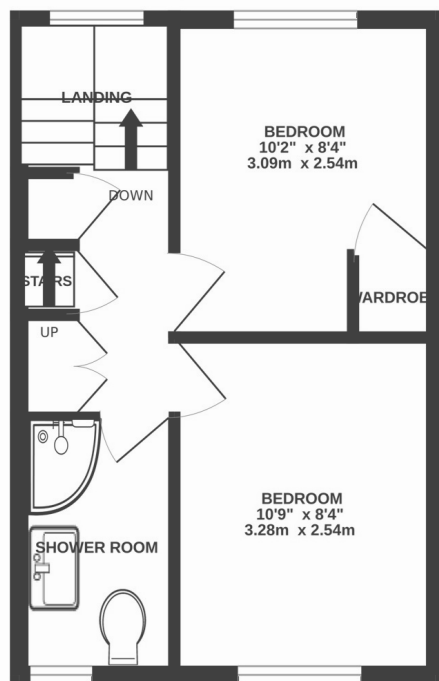 LANDING
BEDROOM
10'2" x 8'4"
3.09m x 2.54m
DOWN
STAIRS
WARDROBE
UP
BEDROOM
10'9" x 8'4"
3.28m x 2.54m
SHOWER ROOM